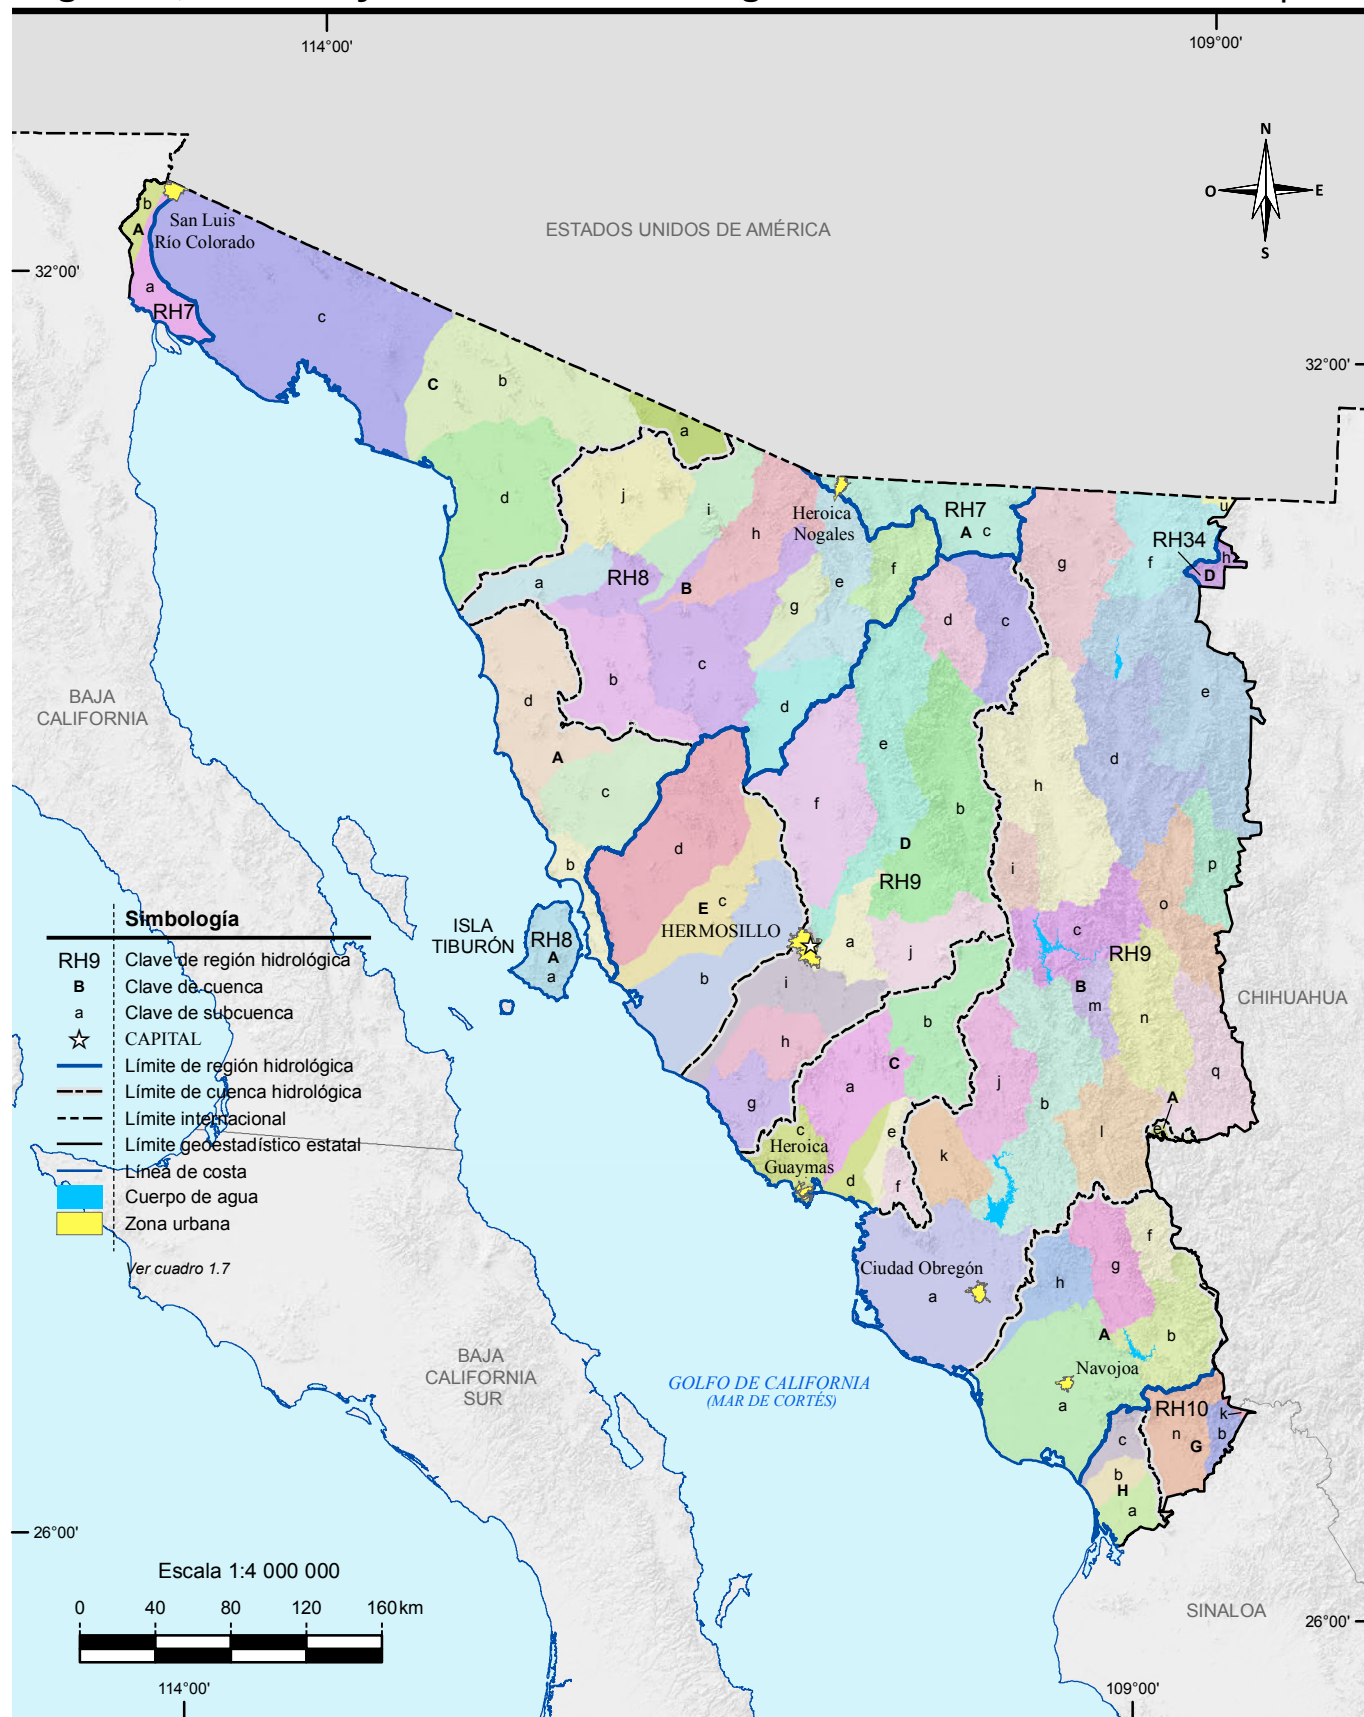 114°00'
109°00'
N
O
E
S
ESTADOS UNIDOS DE AMÉRICA
b
San Luis
Río Colorado
A
32°00'
a
RH7
c
32°00'
C
b
a
d
j
i
h
Heroica
Nogales
RH7
A
c
u
RH34
g
f
h
D
a
RH8
B
e
f
g
d
c
BAJA
CALIFORNIA
d
b
c
d
e
e
d
A
c
f
h
b
d
b
D
i
p
RH9
o
Simbología
RH9
Clave de región hidrológica
B
Clave de cuenca
a
Clave de subcuenca
CAPITAL
Límite de región hidrológica
Límite de cuenca hidrológica
Límite internacional
Límite geoestadístico estatal
Línea de costa
Cuerpo de agua
Zona urbana
Ver cuadro 1.7
ISLA
TIBURÓN
RH8
A
a
E
c
HERMOSILLO
a
j
c
RH9
b
i
B
m
n
CHIHUAHUA
h
b
g
a
C
j
b
q
A
c
e
l
e
Heroica
Guaymas
d
f
k
f
g
h
Ciudad Obregón
a
A
b
BAJA
CALIFORNIA
SUR
GOLFO DE CALIFORNIA
(MAR DE CORTÉS)
Navojoa
a
RH10
k
n
b
G
c
b
H
a
26°00'
Escala 1:4 000 000
0
40
80
120
160 km
SINALOA
26°00'
114°00'
109°00'